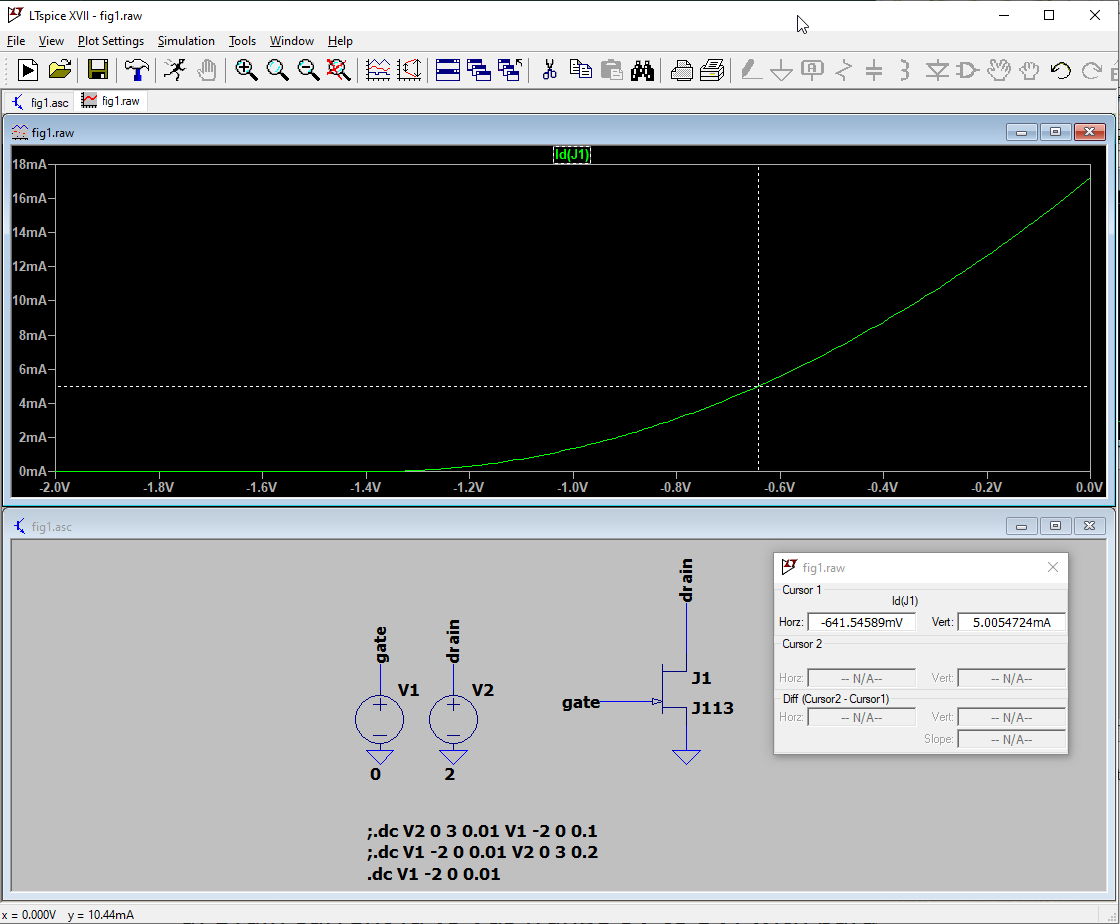 LTspice XVII - fig1.raw
File View Plot Settings Simulation Tools Window Help
fig1.asc fig1.raw
fig1.raw
Id(J1)
18mA
16mA
14mA
12mA
10mA
8mA
6mA
4mA
2mA
0mA
-2.0V -1.8V -1.6V -1.4V -1.2V -1.0V -0.8V -0.6V -0.4V -0.2V 0.0V
fig1.asc
gate
drain
V1
V2
0
2
drain
gate
J1
J113
fig1.raw
Cursor 1
Id(J1)
Horz: -641.54589mV Vert: 5.0054724mA
Cursor 2
Horz: -- N/A-- Vert: -- N/A--
Diff (Cursor2 - Cursor1)
Horz: -- N/A-- Vert: -- N/A--
Slope: -- N/A--
;.dc V2 0 3 0.01 V1 -2 0 0.1
;.dc V1 -2 0 0.01 V2 0 3 0.2
.dc V1 -2 0 0.01
x = 0.000V y = 10.44mA